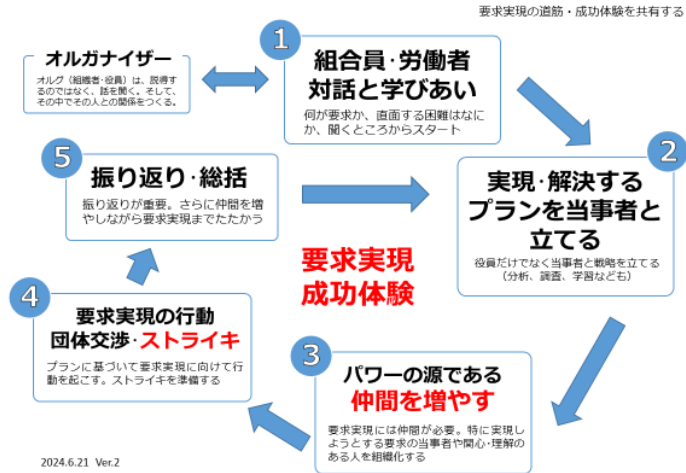 要求実現の道筋・成功体験を共有する
オルガナイザー
オルグ（組織者・役員）は、説得す
るのではなく、話を聞く。そして、
その中でその人との関係をつくる。
1
組合員・労働者
対話と学びあい
何が要求か、直面する困難はなに
か、聞くところからスタート
2
実現・解決する
プランを当事者と
立てる
役員だけでなく当事者と戦略を立てる
（分析、調査、学習なども）
5
振り返り・総括
振り返りが重要。さらに仲間を増
やしながら要求実現までたたかう
要求実現
成功体験
4
要求実現の行動
団体交渉・ストライキ
プランに基づいて要求実現に向けて行
動を起こす。ストライキを準備する
3
パワーの源である
仲間を増やす
要求実現には仲間が必要。特に実現し
ようとする要求の当事者や関心・理解の
ある人を組織化する
2024.6.21 Ver.2